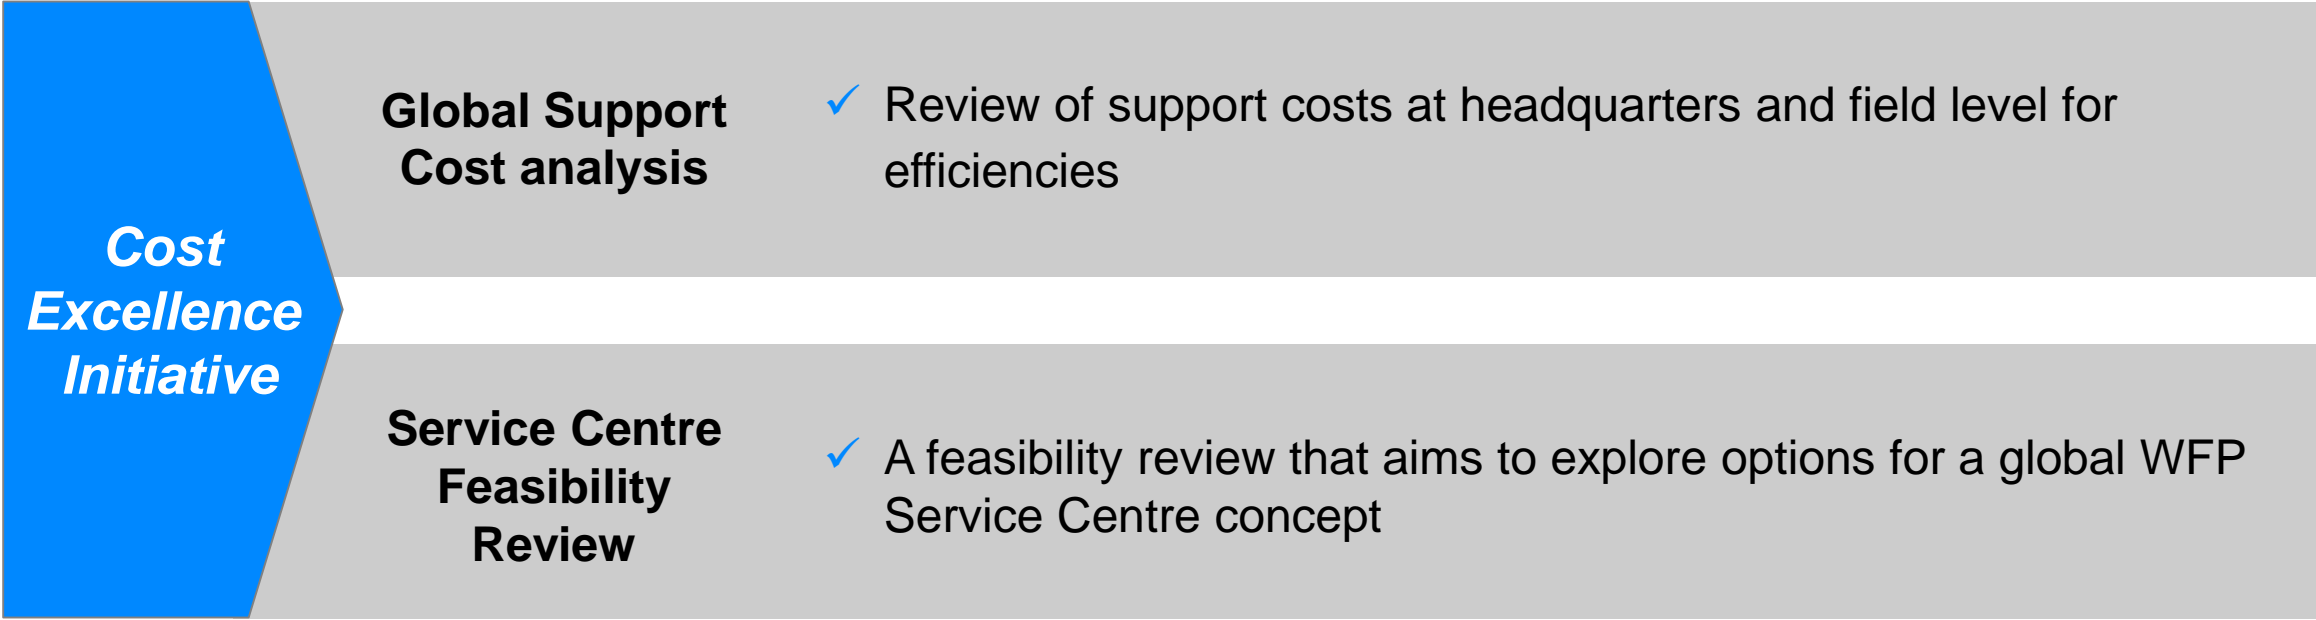 Cost
Excellence
Initiative
Global Support
Cost analysis
✓ Review of support costs at headquarters and field level for
efficiencies
Service Centre
Feasibility
Review
✓ A feasibility review that aims to explore options for a global WFP
Service Centre concept